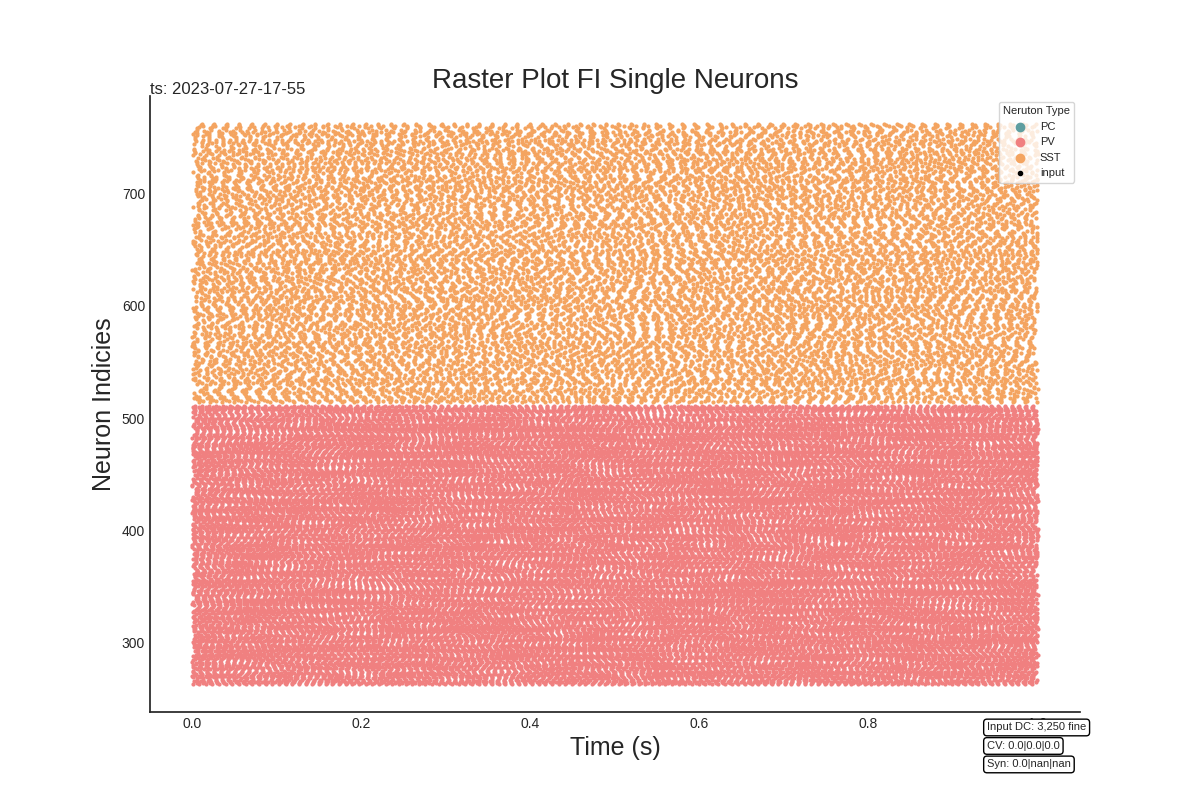 Raster Plot FI Single Neurons
ts: 2023-07-27-17-55
Neruton Type
PC
PV
SST
input
700
600
500
400
300
Neuron Indicies
0.0 0.2 0.4 0.6 0.8
Time (s)
Input DC: 3,250 fine
CV: 0.0|0.0|0.0
Syn: 0.0|nan|nan